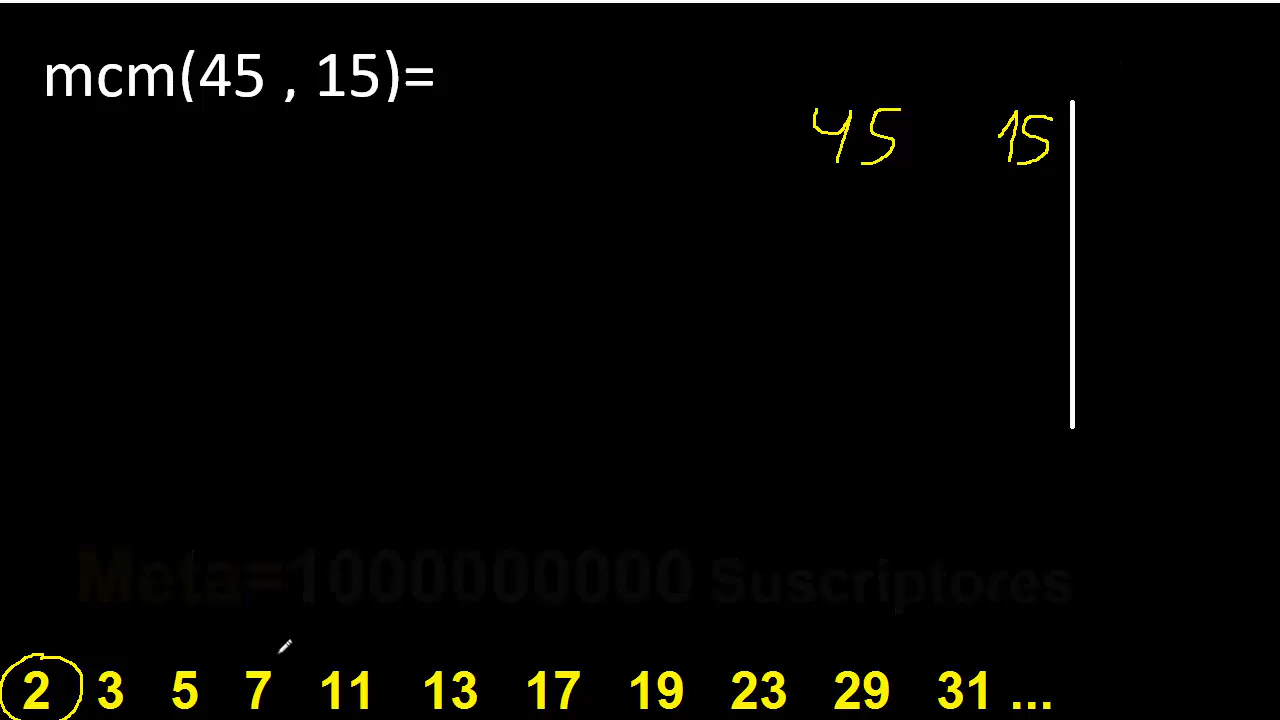 mcm(45 , 15)=
45 15
Meta=1000000000 Suscriptores
2 3 5 7 11 13 17 19 23 29 31 ...